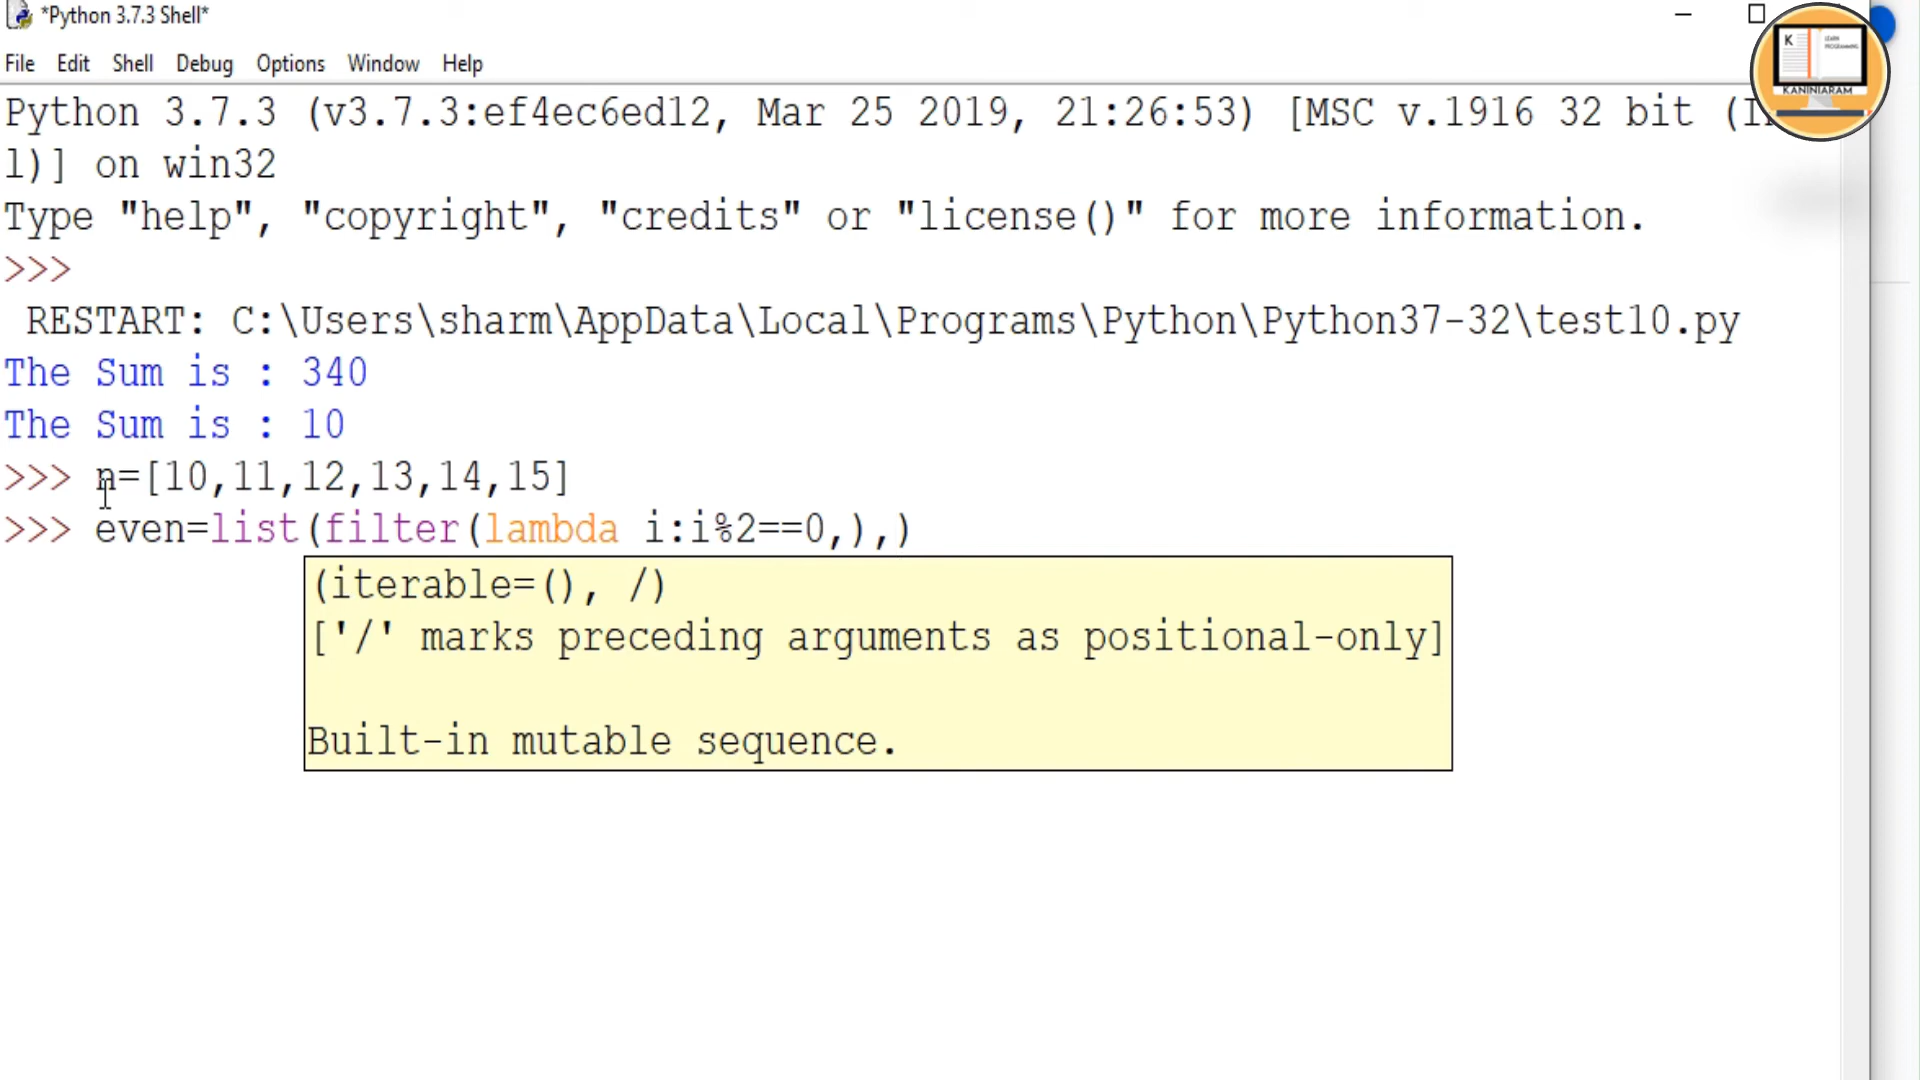 *Python 3.7.3 Shell*
File Edit Shell Debug Options Window Help
Python 3.7.3 (v3.7.3:ef4ec6ed12, Mar 25 2019, 21:26:53) [MSC v.1916 32 bit (I
l)] on win32
Type "help", "copyright", "credits" or "license()" for more information.
>>>
RESTART: C:\Users\sharm\AppData\Local\Programs\Python\Python37-32\test10.py
The Sum is : 340
The Sum is : 10
>>> n=[10,11,12,13,14,15]
>>> even=list(filter(lambda i:i%2==0,),)
(iterable=(), /)
['/' marks preceding arguments as positional-only]
Built-in mutable sequence.
K
LEARN
PROGRAMMING
KANINIARAM